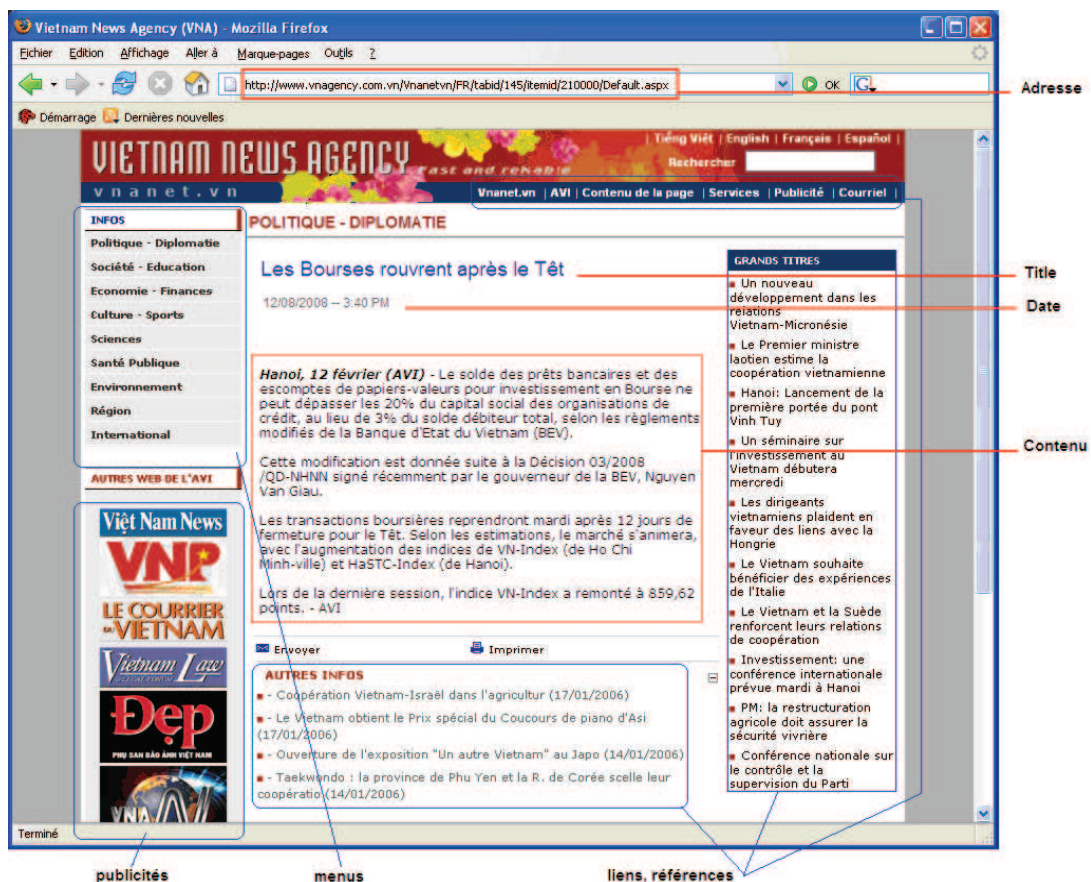 Vietnam News Agency (VNA) - Mozilla Firefox
Fichier Edition Affichage Aller à Marque-pages Outils ?
http://www.vnagency.com.vn/Vnanetvn/FR/tabid/145/itemid/210000/Default.aspx
OK
G
Adresse
Démarrage Dernières nouvelles
| Tiếng Việt | English | Français | Español |
VIETNAM NEWS AGENCY
Fast and reliable
Rechercher
vnanet.vn
Vnanet.vn | AVI | Contenu de la page | Services | Publicité | Courriel |
INFOS
Politique - Diplomatie
Société - Education
Economie - Finances
Culture - Sports
Sciences
Santé Publique
Environnement
Région
International
AUTRES WEB DE L'AVI
Việt Nam News
VNP
LE COURRIER
DU VIETNAM
Vietnam Law
LEGAL FORUM
Đẹp
PHỤ SAN BÁO ẢNH VIỆT NAM
VNA
POLITIQUE - DIPLOMATIE
Les Bourses rouvrent après le Têt
Title
12/08/2008 -- 3:40 PM
Date
Hanoi, 12 février (AVI) - Le solde des prêts bancaires et des
escomptes de papiers-valeurs pour investissement en Bourse ne
peut dépasser les 20% du capital social des organisations de
crédit, au lieu de 3% du solde débiteur total, selon les règlements
modifiés de la Banque d'Etat du Vietnam (BEV).
Cette modification est donnée suite à la Décision 03/2008
/QD-NHNN signé récemment par le gouverneur de la BEV, Nguyen
Van Giau.
Les transactions boursières reprendront mardi après 12 jours de
fermeture pour le Têt. Selon les estimations, le marché s'animera,
avec l'augmentation des indices de VN-Index (de Ho Chi
Minh-ville) et HaSTC-Index (de Hanoi).
Lors de la dernière session, l'indice VN-Index a remonté à 859,62
points. - AVI
Contenu
Envoyer Imprimer
AUTRES INFOS
- Coopération Vietnam-Israël dans l'agricultur (17/01/2006)
- Le Vietnam obtient le Prix spécial du Coucours de piano d'Asi
(17/01/2006)
- Ouverture de l'exposition "Un autre Vietnam" au Japo (14/01/2006)
- Taekwondo : la province de Phu Yen et la R. de Corée scelle leur
coopératio (14/01/2006)
GRANDS TITRES
Un nouveau
développement dans les
relations
Vietnam-Micronésie
Le Premier ministre
laotien estime la
coopération vietnamienne
Hanoi: Lancement de la
première portée du pont
Vinh Tuy
Un séminaire sur
l'investissement au
Vietnam débutera
mercredi
Les dirigeants
vietnamiens plaident en
faveur des liens avec la
Hongrie
Le Vietnam souhaite
bénéficier des expériences
de l'Italie
Le Vietnam et la Suède
renforcent leurs relations
de coopération
Investissement: une
conférence internationale
prévue mardi à Hanoi
PM: la restructuration
agricole doit assurer la
sécurité vivrière
Conférence nationale sur
le contrôle et la
supervision du Parti
Terminé
publicités menus liens, références